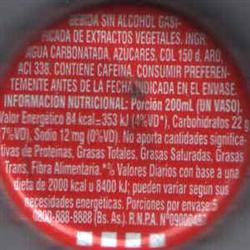 BEBIDA SIN ALCOHOL GASI-
FICADA DE EXTRACTOS VEGETALES. INGR.
AGUA CARBONATADA, AZUCARES, COL 150 d, ARO,
ACI 338. CONTIENE CAFEINA. CONSUMIR PREFEREN-
TEMENTE ANTES DE LA FECHA INDICADA EN EL ENVASE.
INFORMACIÓN NUTRICIONAL: Porción 200ml (UN VASO)
Valor Energético 84 kcal=353 kJ (4%VD*), Carbohidratos 22 g
(7%VD), Sodio 12 mg (0%VD). No aporta cantidades significa-
tivas de Proteínas, Grasas Totales, Grasas Saturadas, Grasas
Trans, Fibra Alimentaria. *% Valores Diarios con base a una
dieta de 2000 kcal u 8400 kJ; pueden variar según sus
necesidades energéticas. Porciones por envase:5
0800-888-8888 (Bs. As.). R.N.P.A. Nº